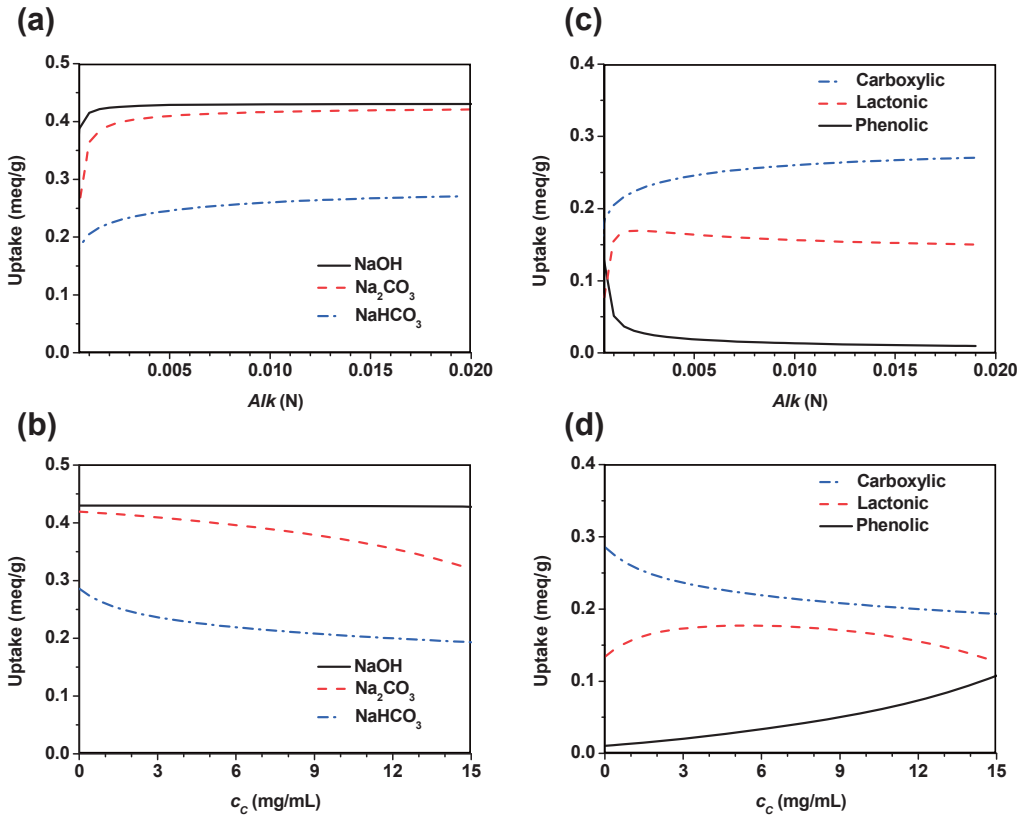 (a)
0.5
0.4
0.3
0.2
0.1
0.0
Uptake (meq/g)
NaOH
Na₂CO₃
NaHCO₃
0.005 0.010 0.015 0.020
Alk (N)
(c)
0.4
0.3
0.2
0.1
0.0
Uptake (meq/g)
Carboxylic
Lactonic
Phenolic
0.005 0.010 0.015 0.020
Alk (N)
(b)
0.5
0.4
0.3
0.2
0.1
0.0
Uptake (meq/g)
NaOH
Na₂CO₃
NaHCO₃
0 3 6 9 12 15
c_C (mg/mL)
(d)
0.4
0.3
0.2
0.1
0.0
Uptake (meq/g)
Carboxylic
Lactonic
Phenolic
0 3 6 9 12 15
c_C (mg/mL)